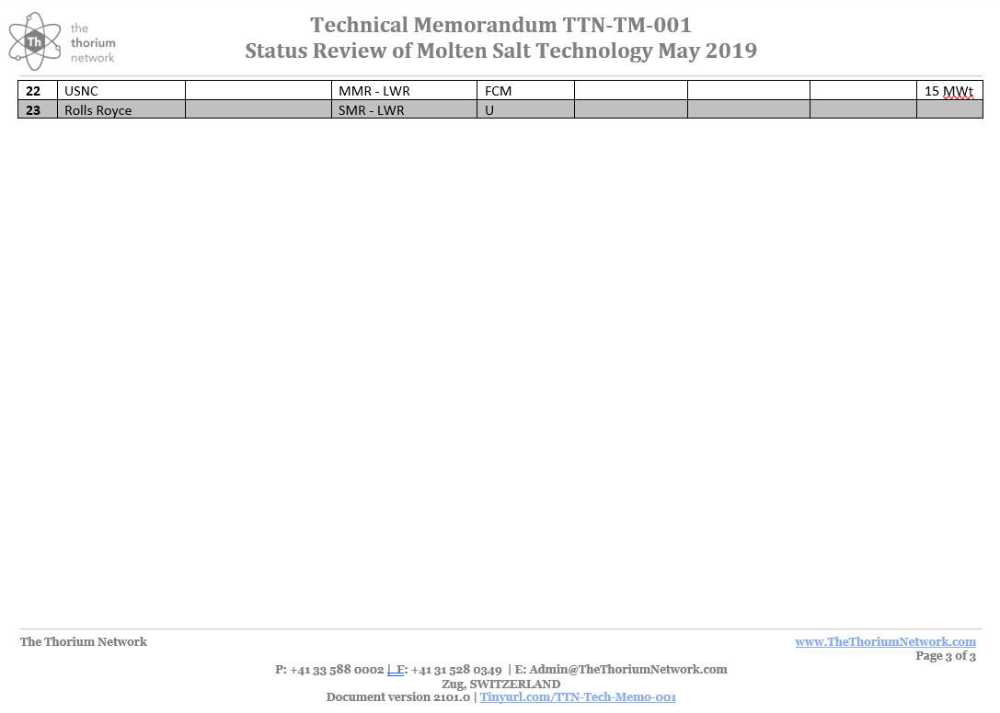 Th
the
thorium
network
Technical Memorandum TTN-TM-001
Status Review of Molten Salt Technology May 2019
22 USNC MMR - LWR FCM 15 MWt
23 Rolls Royce SMR - LWR U
The Thorium Network www.TheThoriumNetwork.com
Page 3 of 3
P: +41 33 588 0002 | F: +41 31 528 0349 | E: Admin@TheThoriumNetwork.com
Zug, SWITZERLAND
Document version 2101.0 | Tinyurl.com/TTN-Tech-Memo-001